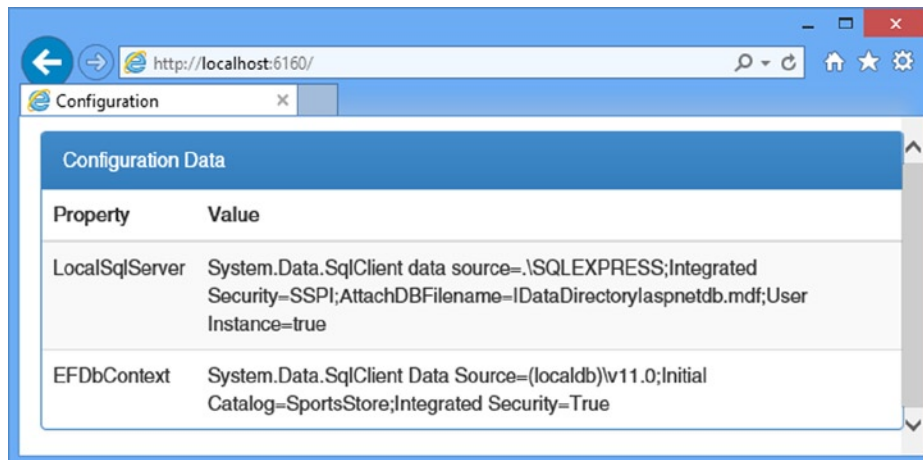 http://localhost:6160/
Configuration
Configuration Data
Property Value
LocalSqlServer System.Data.SqlClient data source=.\SQLEXPRESS;Integrated
Security=SSPI;AttachDBFilename=|DataDirectory|aspnetdb.mdf;User
Instance=true
EFDbContext System.Data.SqlClient Data Source=(localdb)\v11.0;Initial
Catalog=SportsStore;Integrated Security=True